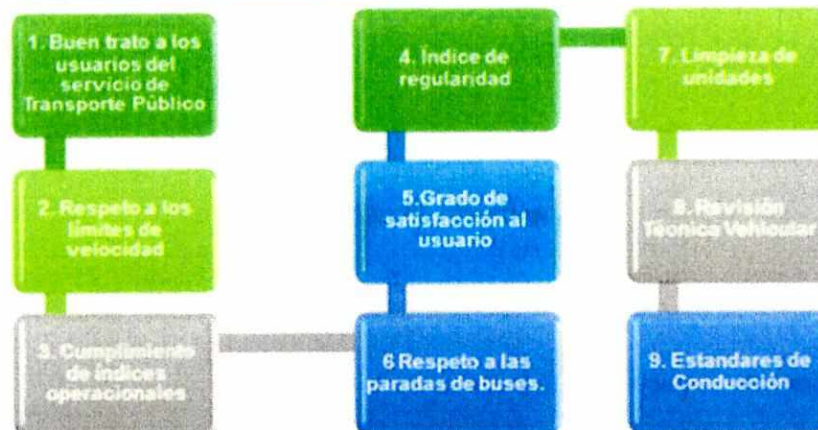 1. Buen trato a los
usuarios del
servicio de
Transporte Público
2. Respeto a los
límites de
velocidad
3. Cumplimiento
de índices
operacionales
4. Índice de
regularidad
5.Grado de
satisfacción al
usuario
6 Respeto a las
paradas de buses.
7. Limpieza de
unidades
8. Revisión
Técnica Vehicular
9. Estandares de
Conducción